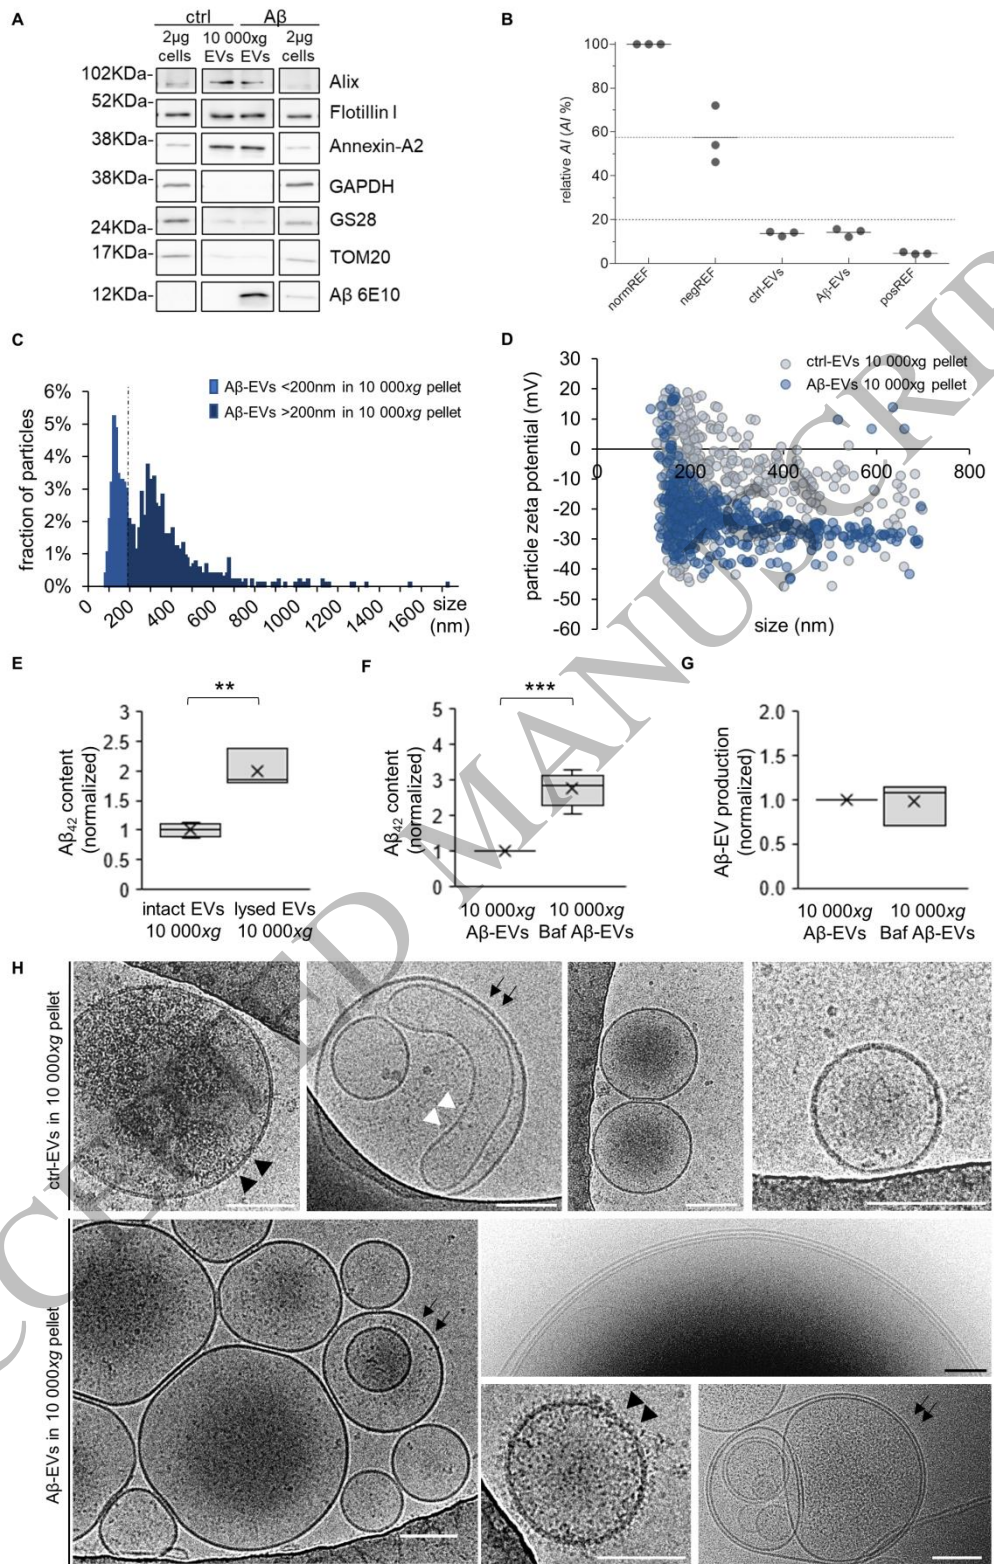 A
ctrl
Aβ
2µg cells
10 000xg EVs EVs
2µg cells
102KDa-
Alix
52KDa-
Flotillin I
38KDa-
Annexin-A2
38KDa-
GAPDH
GS28
24KDa-
17KDa-
TOM20
12KDa-
Aβ 6E10
B
relative AI (AI %)
100
80
60
40
20
0
normREF
negREF
ctrl-EVs
Aβ-EVs
posREF
C
Aβ-EVs <200nm in 10 000xg pellet
Aβ-EVs >200nm in 10 000xg pellet
fraction of particles
6%
5%
4%
3%
2%
1%
0%
0
200
400
600
800
1000
1200
1400
1600
size
(nm)
D
ctrl-EVs 10 000xg pellet
Aβ-EVs 10 000xg pellet
particle zeta potential (mV)
30
20
10
0
-10
-20
-30
-40
-50
-60
0
200
400
600
800
size (nm)
E
**
Aβ42 content
(normalized)
3
2.5
2
1.5
1
0.5
0
intact EVs
10 000xg
lysed EVs
10 000xg
F
***
Aβ42 content
(normalized)
5
4
3
2
1
0
10 000xg
Aβ-EVs
10 000xg
Baf Aβ-EVs
G
Aβ-EV production
(normalized)
2.0
1.5
1.0
0.5
0.0
10 000xg
Aβ-EVs
10 000xg
Baf Aβ-EVs
H
ctrl-EVs in 10 000xg pellet
Aβ-EVs in 10 000xg pellet
CCEPTED MANUSCRIP